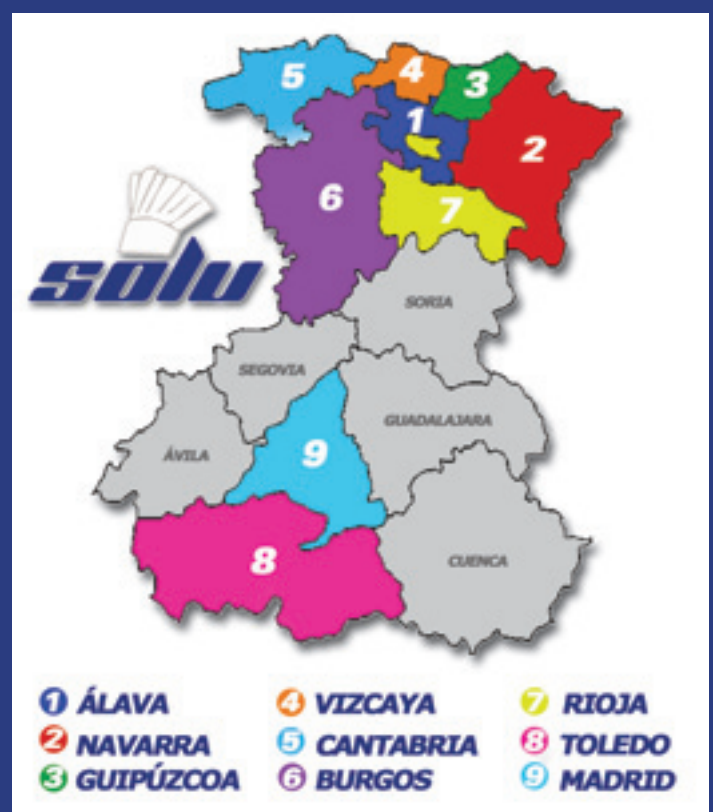 5
4
3
1
2
6
7
solu
SORIA
SEGOVIA
GUADALAJARA
ÁVILA
9
8
CUENCA
1 ÁLAVA
2 NAVARRA
3 GUIPÚZCOA
4 VIZCAYA
5 CANTABRIA
6 BURGOS
7 RIOJA
8 TOLEDO
9 MADRID